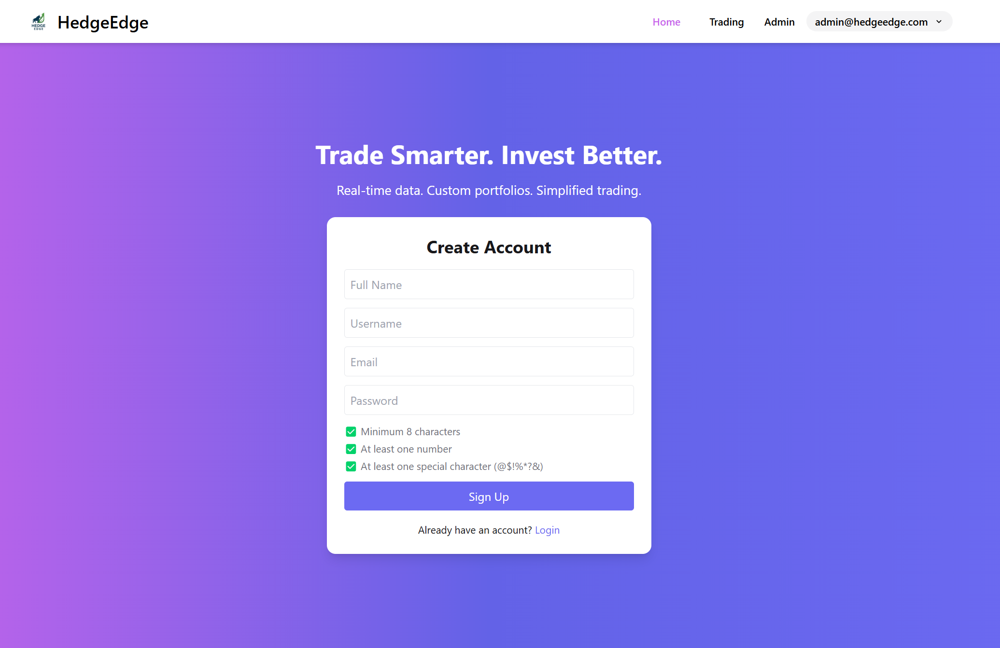 HEDGE
EDGE
HedgeEdge
Home
Trading
Admin
admin@hedgeedge.com
Trade Smarter. Invest Better.
Real-time data. Custom portfolios. Simplified trading.
Create Account
Full Name
Username
Email
Password
Minimum 8 characters
At least one number
At least one special character (@$!%*?&)
Sign Up
Already have an account? Login